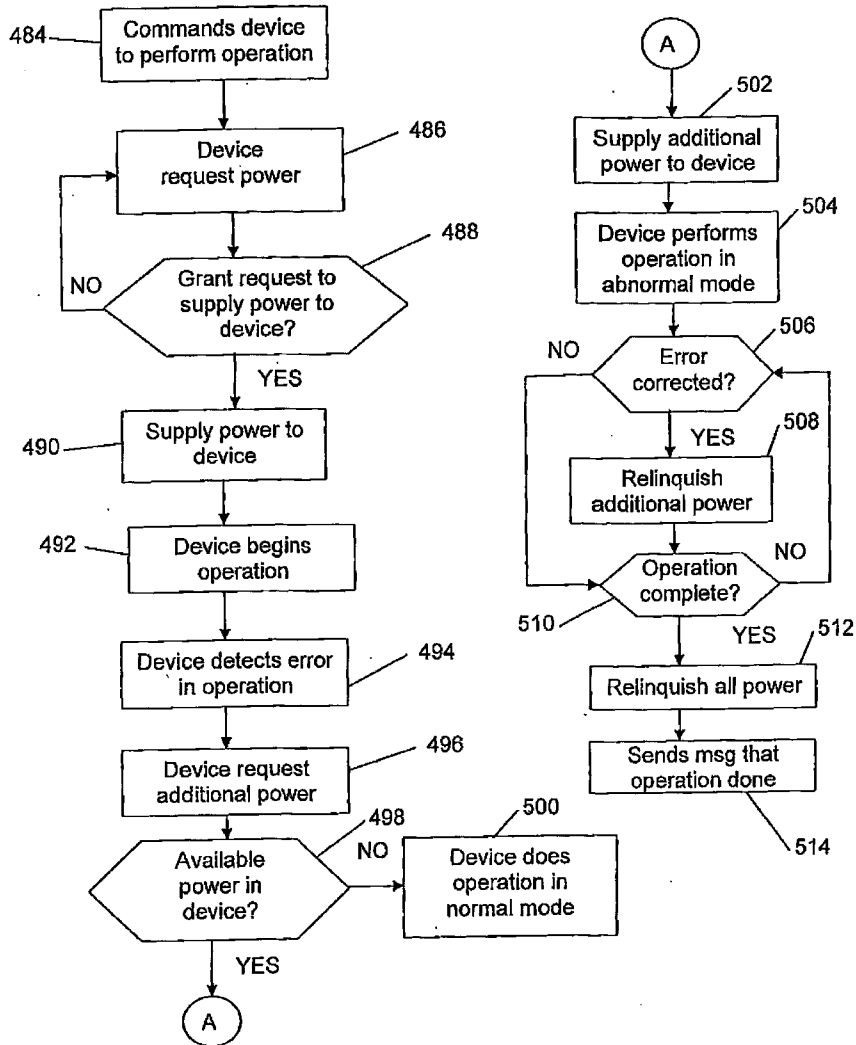 484
Commands device
to perform operation
486
Device
request power
488
NO
Grant request to
supply power to
device?
YES
490
Supply power to
device
492
Device begins
operation
494
Device detects error
in operation
496
Device request
additional power
498
Available
power in
device?
NO
500
Device does
operation in
normal mode
YES
A
A
502
Supply additional
power to device
504
Device performs
operation in
abnormal mode
506
NO
Error
corrected?
YES
508
Relinquish
additional power
Operation
complete?
NO
510
YES
512
Relinquish all power
Sends msg that
operation done
514